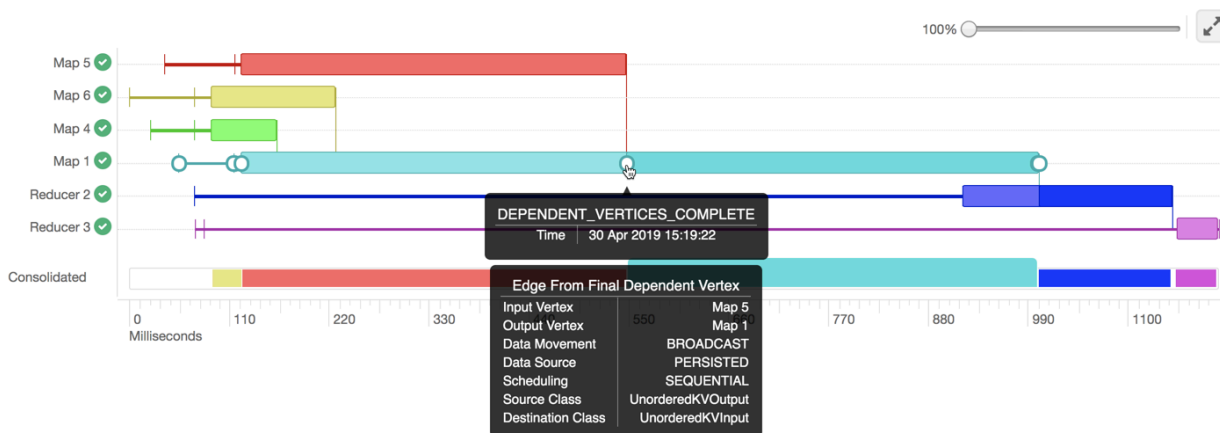 100%
Map 5
Map 6
Map 4
Map 1
Reducer 2
Reducer 3
DEPENDENT_VERTICES_COMPLETE
Time 30 Apr 2019 15:19:22
Consolidated
Edge From Final Dependent Vertex
Input Vertex Map 5
Output Vertex Map 1
Data Movement BROADCAST
Data Source PERSISTED
Scheduling SEQUENTIAL
Source Class UnorderedKVOutput
Destination Class UnorderedKVInput
0 110 220 330 440 550 660 770 880 990 1100
Milliseconds